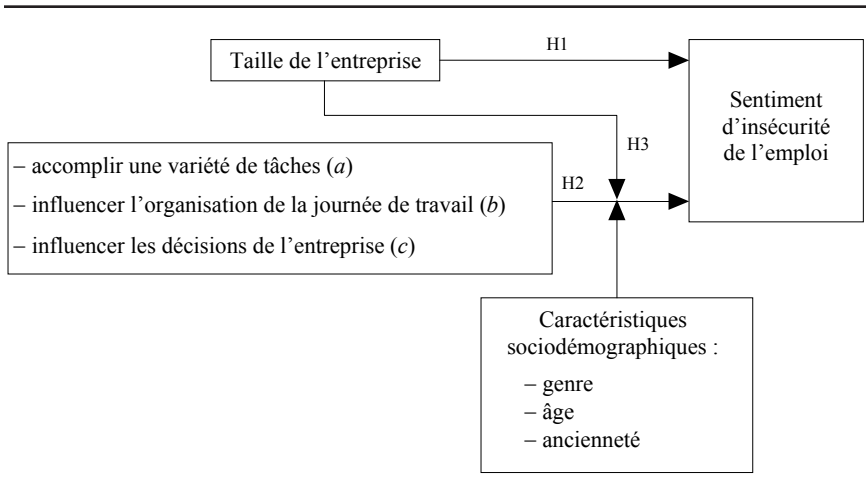 H1
Taille de l’entreprise
Sentiment
d’insécurité
de l’emploi
H3
– accomplir une variété de tâches (a)
H2
– influencer l’organisation de la journée de travail (b)
– influencer les décisions de l’entreprise (c)
Caractéristiques
sociodémographiques :
– genre
– âge
– ancienneté